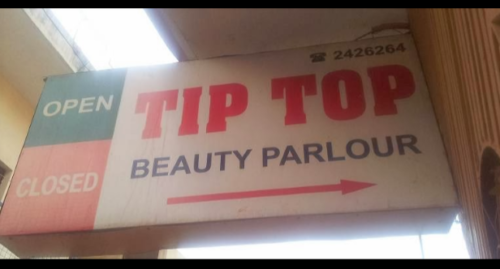 OPEN
CLOSED
☎ 2426264
TIP TOP
BEAUTY PARLOUR